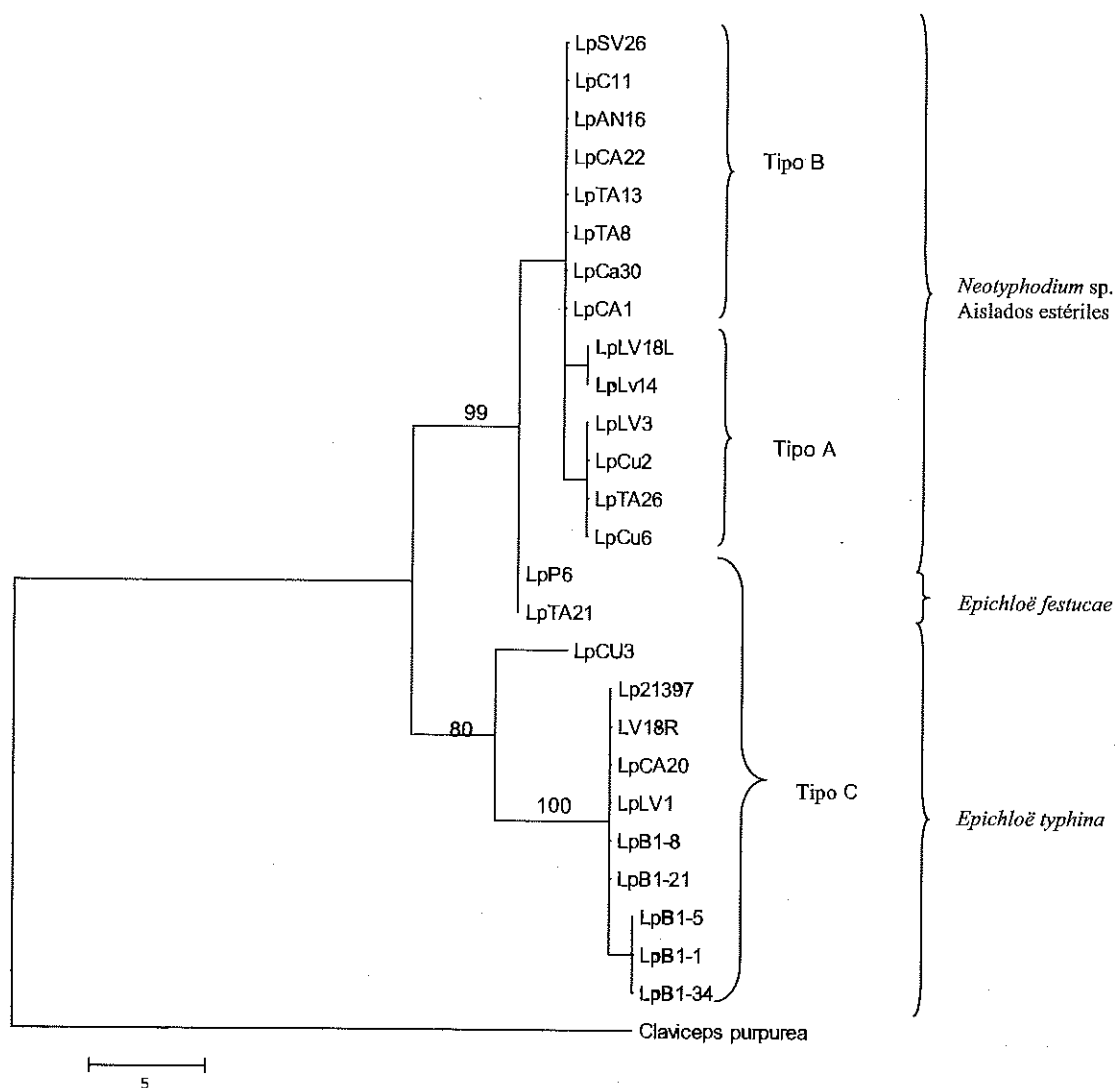 LpSV26
LpC11
LpAN16
LpCA22
LpTA13
LpTA8
LpCa30
LpCA1
Tipo B
LpLV18L
LpLv14
LpLV3
LpCu2
LpTA26
LpCu6
Tipo A
Neotyphodium sp.
Aislados estériles
99
LpP6
LpTA21
Epichloë festucae
LpCU3
Lp21397
LV18R
LpCA20
LpLV1
LpB1-8
LpB1-21
LpB1-5
LpB1-1
LpB1-34
80
100
Tipo C
Epichloë typhina
Claviceps purpurea
5